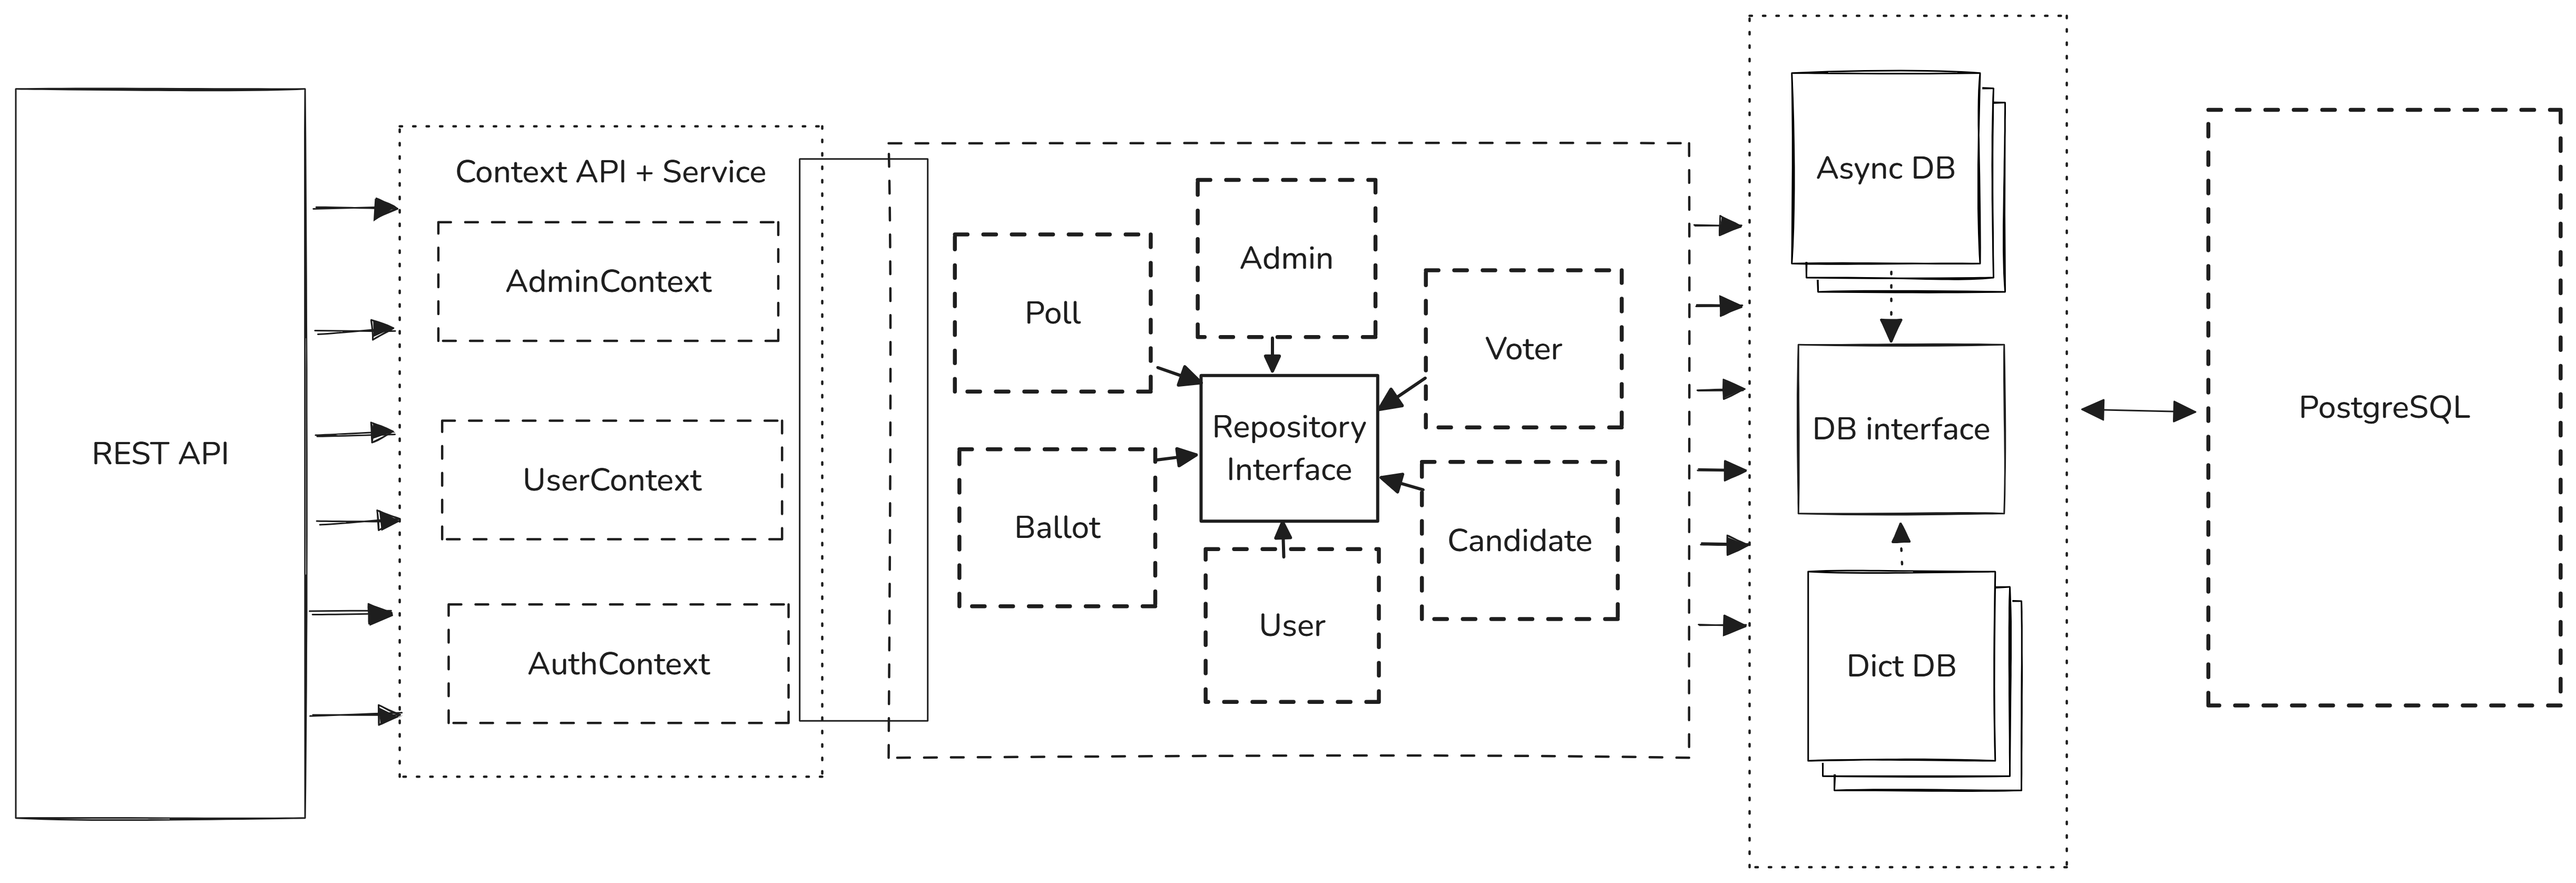 REST API
Context API + Service
AdminContext
UserContext
AuthContext
Poll
Admin
Voter
Repository
Interface
Ballot
Candidate
User
Async DB
DB interface
Dict DB
PostgreSQL